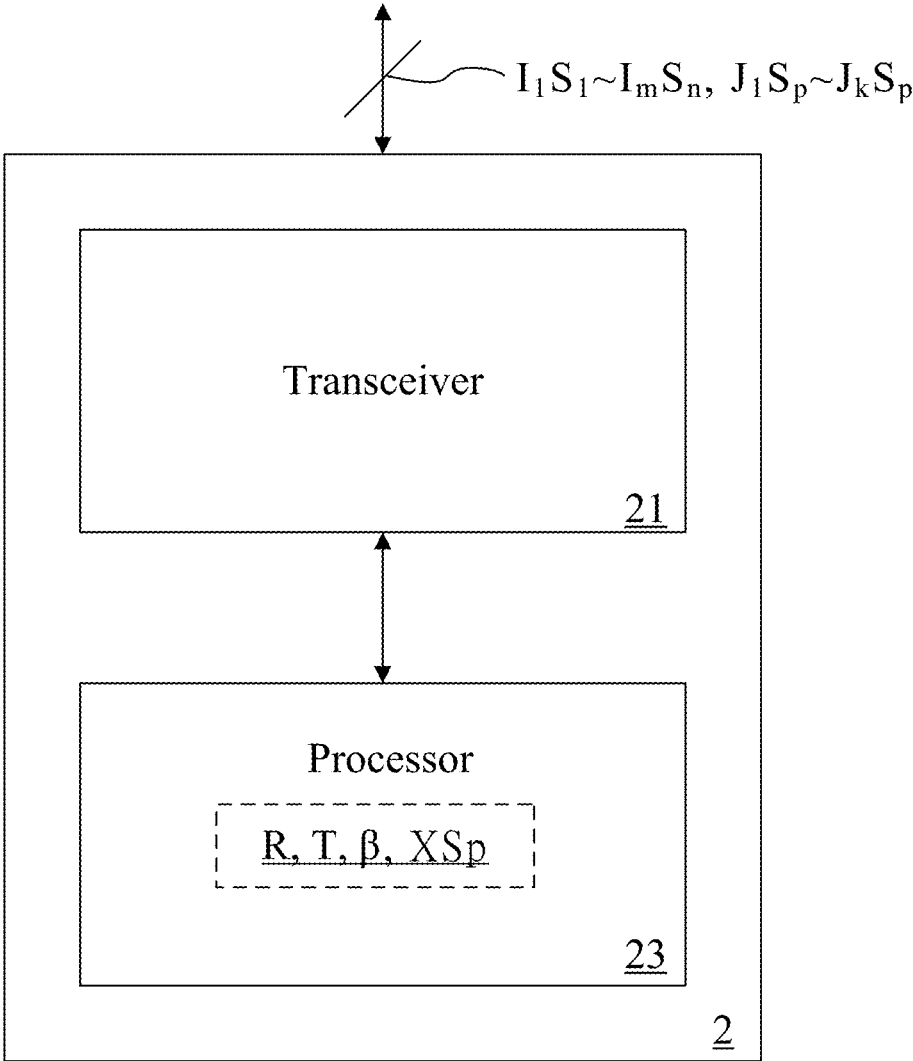 I₁S₁~IₘSₙ, J₁Sₚ~JₖSₚ
Transceiver
21
Processor
R, T, β, XSp
23
2